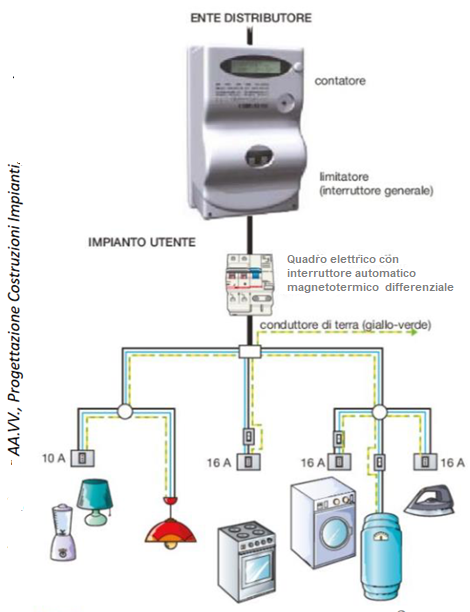 ENTE DISTRIBUTORE
contatore
limitatore
(interruttore generale)
IMPIANTO UTENTE
Quadro elettrico con
interruttore automatico
magnetotermico differenziale
conduttore di terra (giallo-verde)
10 A
16 A
16 A
16 A
AA.VV., Progettazione Costruzioni Impianti,